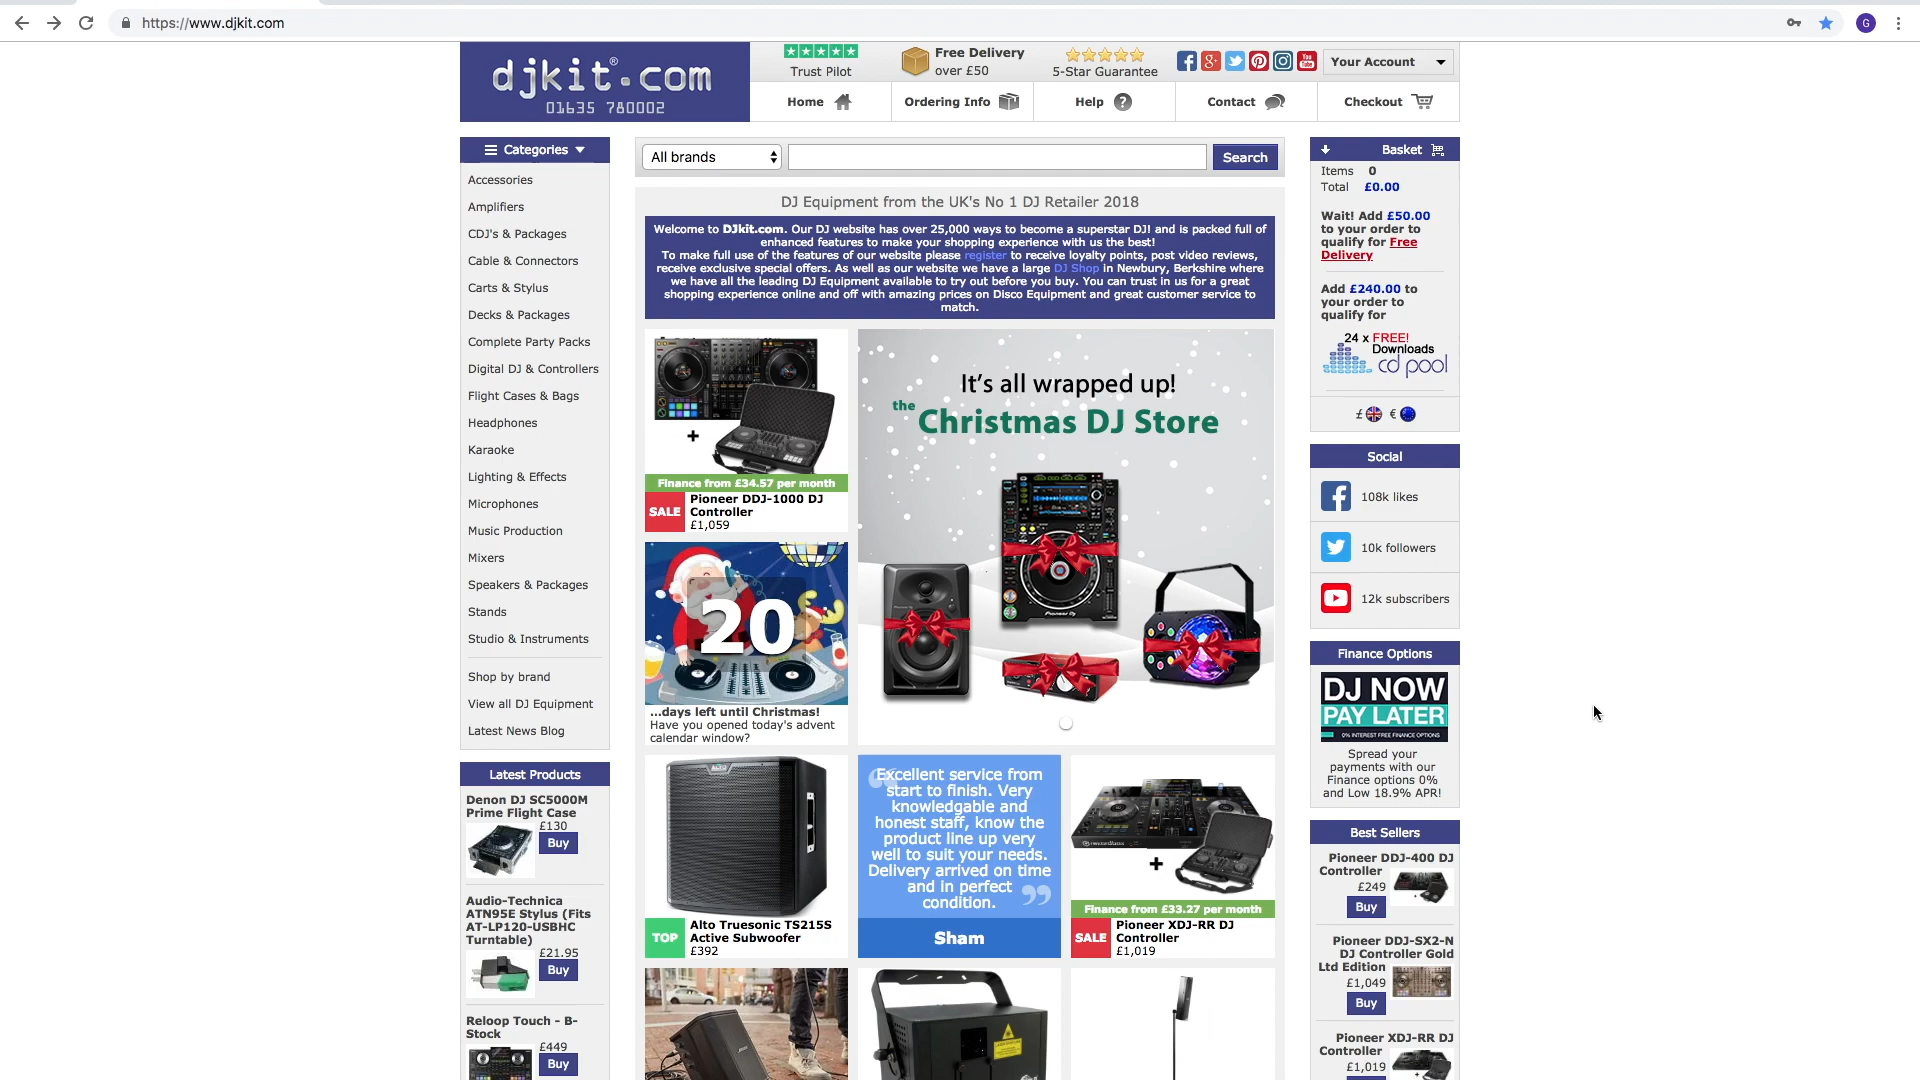 https://www.djkit.com
G
djkit®.com
01635 780002
Trust Pilot
Free Delivery
over £50
5-Star Guarantee
Your Account
Home
Ordering Info
Help
Contact
Checkout
Categories
Accessories
Amplifiers
CDJ's & Packages
Cable & Connectors
Carts & Stylus
Decks & Packages
Complete Party Packs
Digital DJ & Controllers
Flight Cases & Bags
Headphones
Karaoke
Lighting & Effects
Microphones
Music Production
Mixers
Speakers & Packages
Stands
Studio & Instruments
Shop by brand
View all DJ Equipment
Latest News Blog
Latest Products
Denon DJ SC5000M
Prime Flight Case
£130
Buy
Audio-Technica
ATN95E Stylus (Fits
AT-LP120-USBHC
Turntable)
£21.95
Buy
Reloop Touch - B-
Stock
£449
Buy
All brands
Search
DJ Equipment from the UK's No 1 DJ Retailer 2018
Welcome to DJkit.com. Our DJ website has over 25,000 ways to become a superstar DJ! and is packed full of
enhanced features to make your shopping experience with us the best!
To make full use of the features of our website please register to receive loyalty points, post video reviews,
receive exclusive special offers. As well as our website we have a large DJ Shop in Newbury, Berkshire where
we have all the leading DJ Equipment available to try out before you buy. You can trust in us for a great
shopping experience online and off with amazing prices on Disco Equipment and great customer service to
match.
+
Finance from £34.57 per month
SALE
Pioneer DDJ-1000 DJ
Controller
£1,059
It's all wrapped up!
the
Christmas DJ Store
20
...days left until Christmas!
Have you opened today's advent
calendar window?
TOP
Alto Truesonic TS215S
Active Subwoofer
£392
“Excellent service from
start to finish. Very
knowledgable and
honest staff, know the
product line up very
well to suit your needs.
Delivery arrived on time
and in perfect
condition.”
Sham
+
Finance from £33.27 per month
SALE
Pioneer XDJ-RR DJ
Controller
£1,019
Basket
Items 0
Total £0.00
Wait! Add £50.00
to your order to
qualify for Free
Delivery
Add £240.00 to
your order to
qualify for
24 x FREE!
Downloads
cd pool
£ €
Social
108k likes
10k followers
12k subscribers
Finance Options
DJ NOW
PAY LATER
0% INTEREST FREE FINANCE OPTIONS
Spread your
payments with our
Finance options 0%
and Low 18.9% APR!
Best Sellers
Pioneer DDJ-400 DJ
Controller
£249
Buy
Pioneer DDJ-SX2-N
DJ Controller Gold
Ltd Edition
£1,049
Buy
Pioneer XDJ-RR DJ
Controller
£1,019